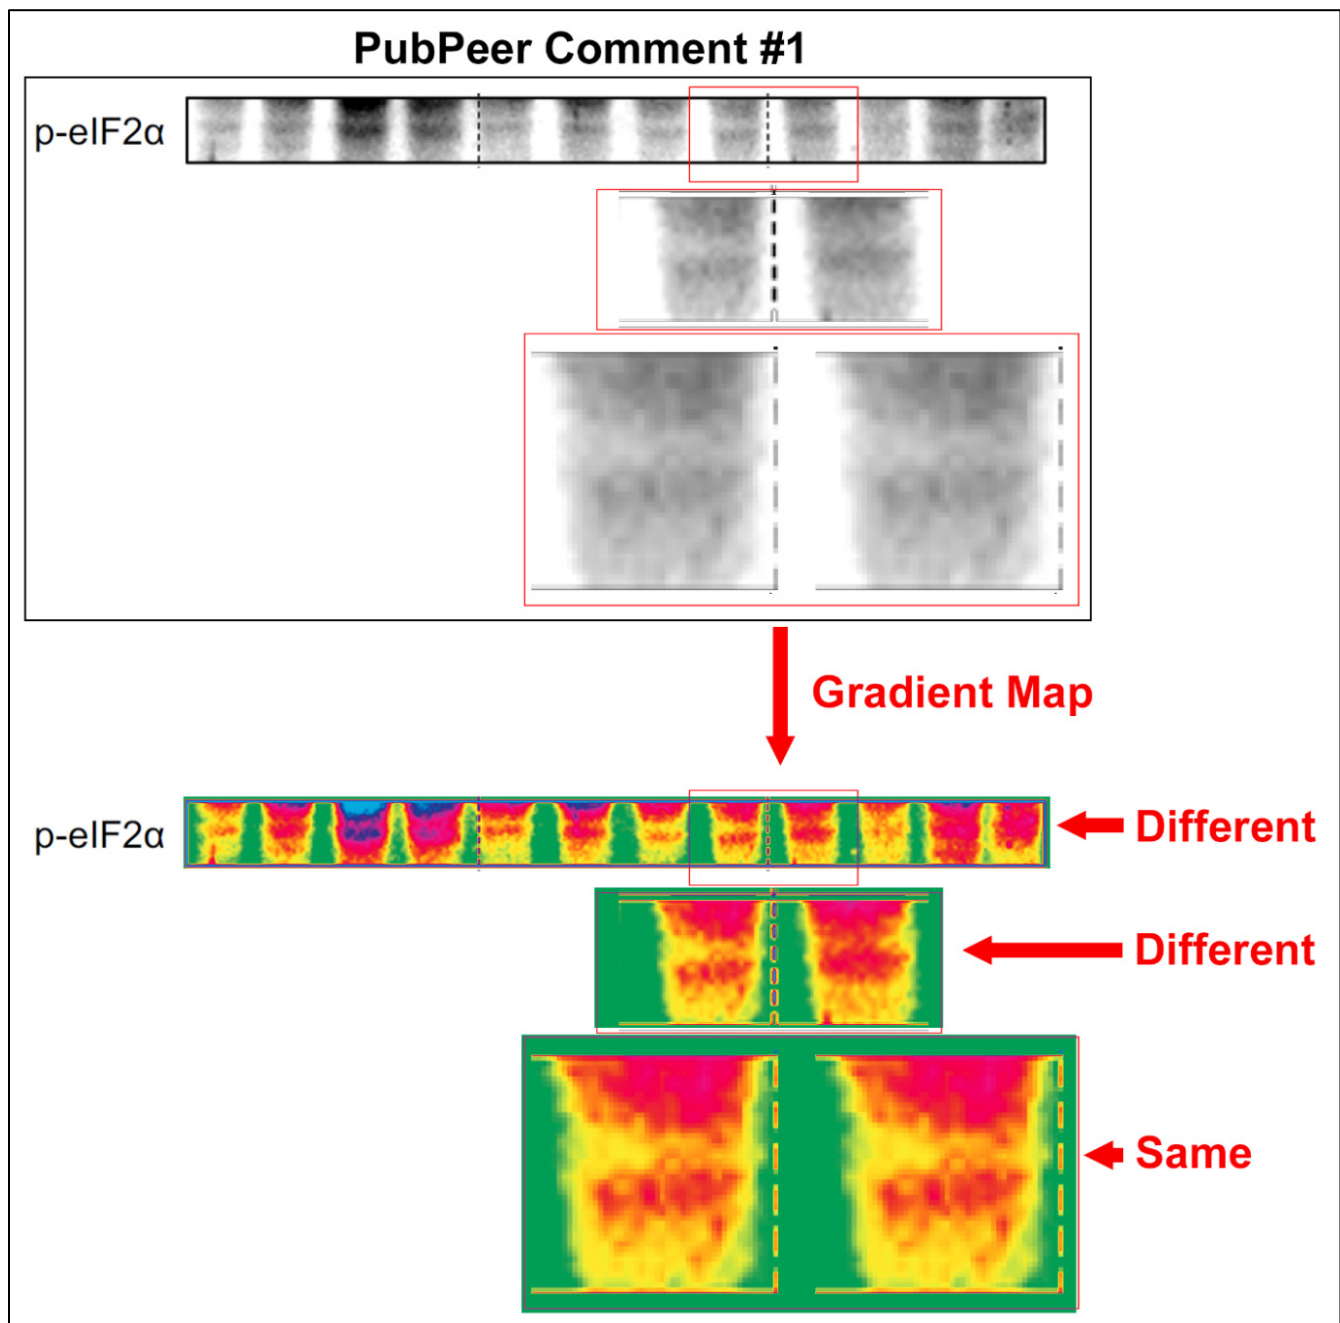 PubPeer Comment #1
p-eIF2α
Gradient Map
p-eIF2α
Different
Different
Same